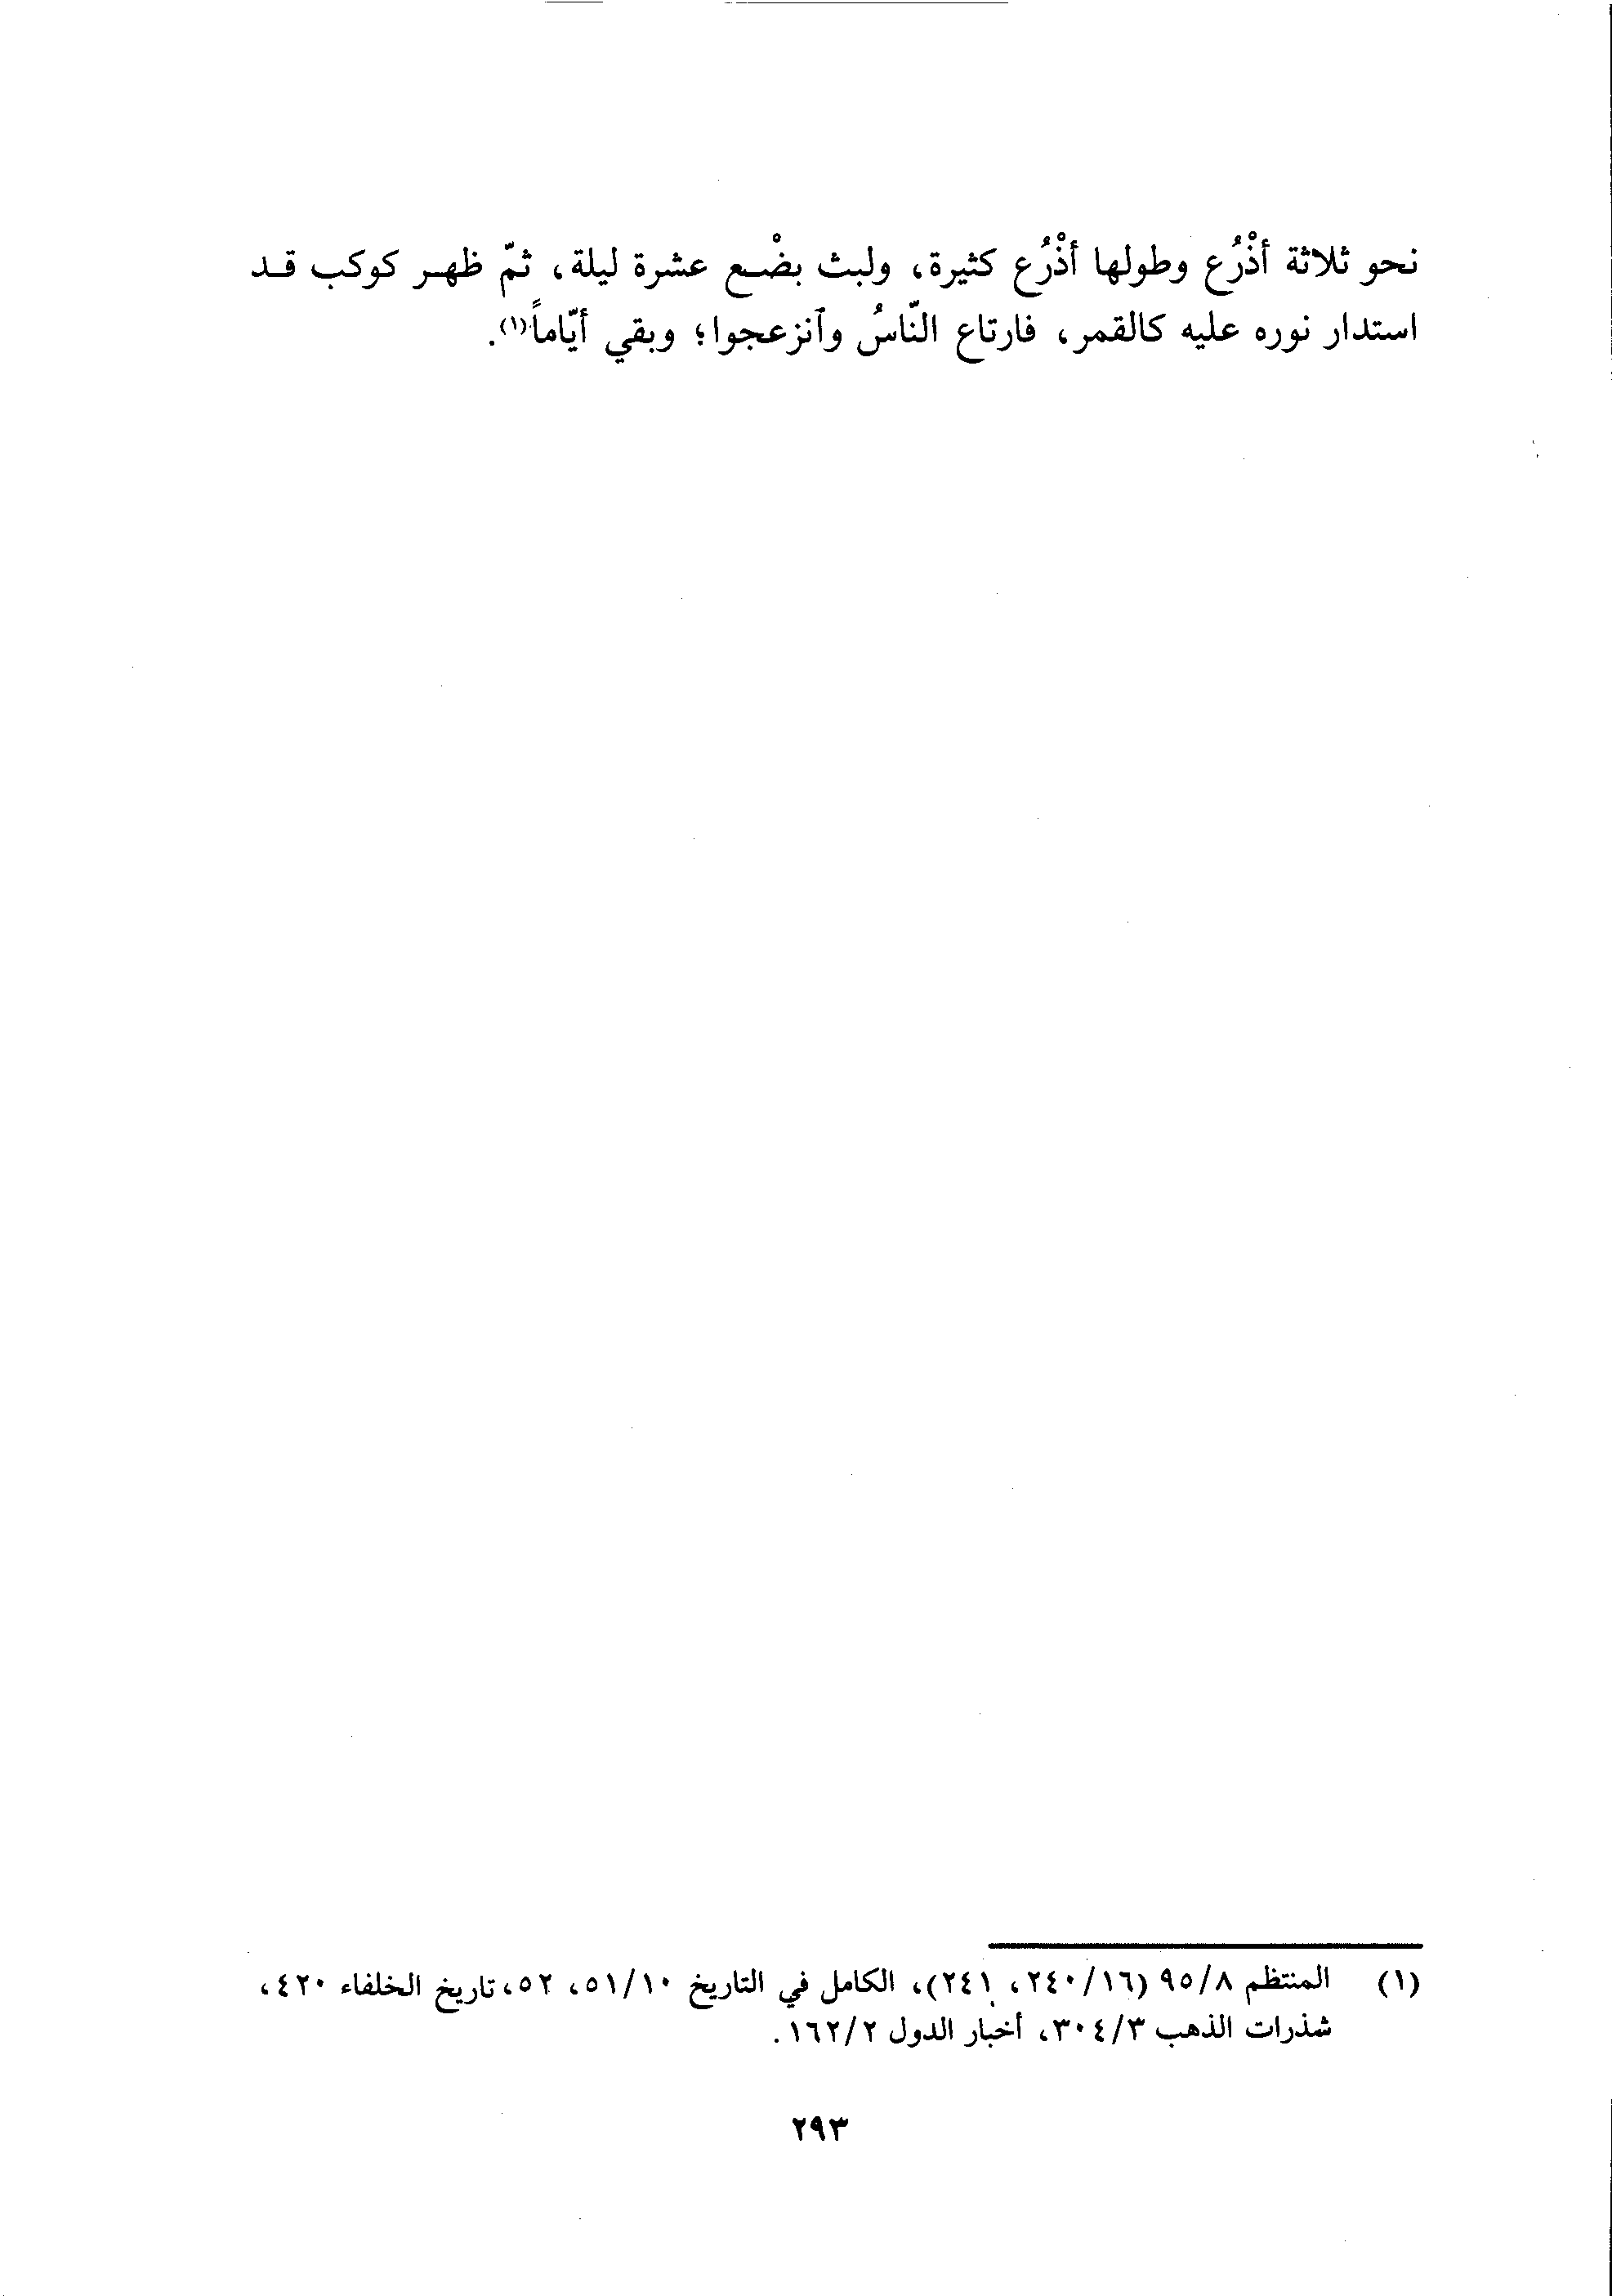 نحو ثلاثة أذْرُع وطولها أذْرُع كثيرة، ولبث بضْع عشرة ليلة، ثمّ ظهر كوكب قد
استدار نوره عليه كالقمر، فارتاع النّاسُ وٱنزعجوا؛ وبقي أيّاماً(١).
(١) المنتظم ٩٥/٨ (٢٤٠/١٦، ٢٤١)، الكامل في التاريخ ٥١/١٠، ٥٢، تاريخ الخلفاء ٤٢٠،
شذرات الذهب ٣٠٤/٣، أخبار الدول ١٦٢/٢.
٢٩٣